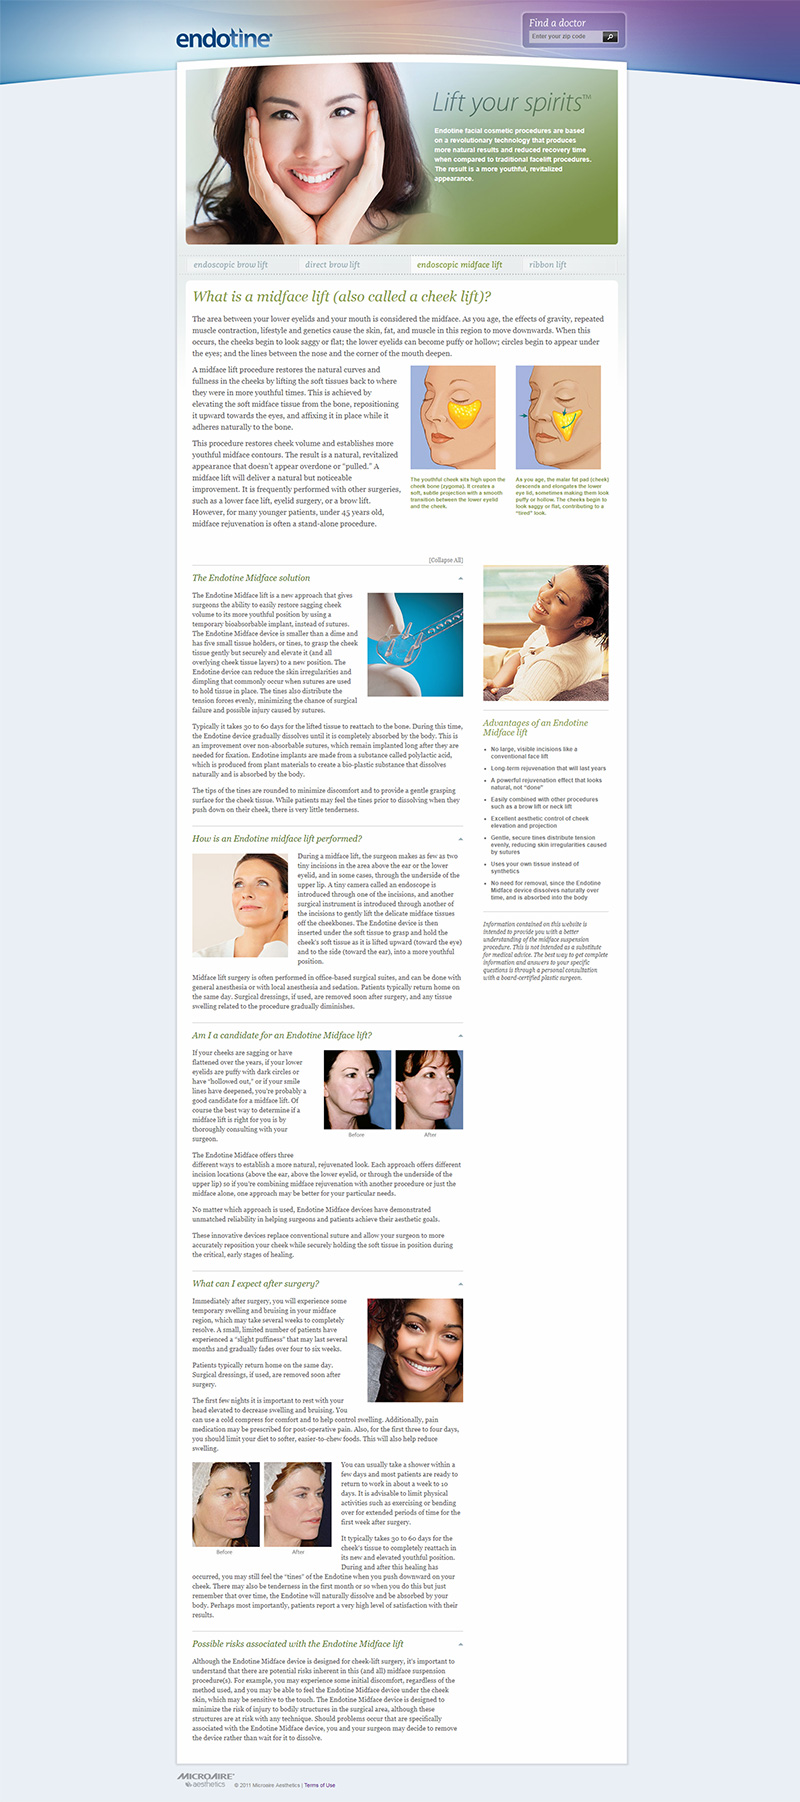 endotine
Find a doctor
Enter your zip code
Lift your spirits™
Endotine facial cosmetic procedures are based
on a revolutionary technology that produces
more natural results and reduced recovery time
when compared to traditional facelift procedures.
The result is a more youthful, revitalized
appearance.
endoscopic brow lift
direct brow lift
endoscopic midface lift
ribbon lift
What is a midface lift (also called a cheek lift)?
The area between your lower eyelids and your mouth is considered the midface. As you age, the effects of gravity, repeated
muscle contraction, lifestyle and genetics cause the skin, fat, and muscle in this region to move downwards. When this
occurs, the cheeks begin to look saggy or flat; the lower eyelids can become puffy or hollow; circles begin to appear under
the eyes; and the lines between the nose and the corner of the mouth deepen.
A midface lift procedure restores the natural curves and
fullness in the cheeks by lifting the soft tissues back to where
they were in more youthful times. This is achieved by
elevating the soft midface tissue from the bone, repositioning
it upward towards the eyes, and affixing it in place while it
adheres naturally to the bone.
This procedure restores cheek volume and establishes more
youthful midface contours. The result is a natural, revitalized
appearance that doesn't appear overdone or "pulled." A
midface lift will deliver a natural but noticeable
improvement. It is frequently performed with other surgeries,
such as a lower face lift, eyelid surgery, or a brow lift.
However, for many younger patients, under 45 years old,
midface rejuvenation is often a stand-alone procedure.
The youthful cheek sits high upon the
cheek bone (zygoma). It creates a
soft, subtle projection with a smooth
transition between the lower eyelid
and the cheek.
As you age, the malar fat pad (cheek)
descends and elongates the lower
eye lid, sometimes making them look
puffy or hollow. The cheeks begin to
look saggy or flat, contributing to a
"tired" look.
[Collapse All]
The Endotine Midface solution
The Endotine Midface lift is a new approach that gives
surgeons the ability to easily restore sagging cheek
volume to its more youthful position by using a
temporary bioabsorbable implant, instead of sutures.
The Endotine Midface device is smaller than a dime and
has five small tissue holders, or tines, to grasp the cheek
tissue gently but securely and elevate it (and all
overlying cheek tissue layers) to a new position. The
Endotine device can reduce the skin irregularities and
dimpling that commonly occur when sutures are used
to hold tissue in place. The tines also distribute the
tension forces evenly, minimizing the chance of surgical
failure and possible injury caused by sutures.
Typically it takes 30 to 60 days for the lifted tissue to reattach to the bone. During this time,
the Endotine device gradually dissolves until it is completely absorbed by the body. This is
an improvement over non-absorbable sutures, which remain implanted long after they are
needed for fixation. Endotine implants are made from a substance called polylactic acid,
which is produced from plant materials to create a bio-plastic substance that dissolves
naturally and is absorbed by the body.
The tips of the tines are rounded to minimize discomfort and to provide a gentle grasping
surface for the cheek tissue. While patients may feel the tines prior to dissolving when they
push down on their cheek, there is very little tenderness.
How is an Endotine midface lift performed?
During a midface lift, the surgeon makes as few as two
tiny incisions in the area above the ear or the lower
eyelid, and in some cases, through the underside of the
upper lip. A tiny camera called an endoscope is
introduced through one of the incisions, and another
surgical instrument is introduced through another of
the incisions to gently lift the delicate midface tissues
off the cheekbones. The Endotine device is then
inserted under the soft tissue to grasp and hold the
cheek's soft tissue as it is lifted upward (toward the eye)
and to the side (toward the ear), into a more youthful
position.
Midface lift surgery is often performed in office-based surgical suites, and can be done with
general anesthesia or with local anesthesia and sedation. Patients typically return home on
the same day. Surgical dressings, if used, are removed soon after surgery, and any tissue
swelling related to the procedure gradually diminishes.
Am I a candidate for an Endotine Midface lift?
If your cheeks are sagging or have
flattened over the years, if your lower
eyelids are puffy with dark circles or
have "hollowed out," or if your smile
lines have deepened, you're probably a
good candidate for a midface lift. Of
course the best way to determine if a
midface lift is right for you is by
thoroughly consulting with your
surgeon.
Before
After
The Endotine Midface offers three
different ways to establish a more natural, rejuvenated look. Each approach offers different
incision locations (above the ear, above the lower eyelid, or through the underside of the
upper lip) so if you're combining midface rejuvenation with another procedure or just the
midface alone, one approach may be better for your particular needs.
No matter which approach is used, Endotine Midface devices have demonstrated
unmatched reliability in helping surgeons and patients achieve their aesthetic goals.
These innovative devices replace conventional suture and allow your surgeon to more
accurately reposition your cheek while securely holding the soft tissue in position during
the critical, early stages of healing.
What can I expect after surgery?
Immediately after surgery, you will experience some
temporary swelling and bruising in your midface
region, which may take several weeks to completely
resolve. A small, limited number of patients have
experienced a "slight puffiness" that may last several
months and gradually fades over four to six weeks.
Patients typically return home on the same day.
Surgical dressings, if used, are removed soon after
surgery.
The first few nights it is important to rest with your
head elevated to decrease swelling and bruising. You
can use a cold compress for comfort and to help control swelling. Additionally, pain
medication may be prescribed for post-operative pain. Also, for the first three to four days,
you should limit your diet to softer, easier-to-chew foods. This will also help reduce
swelling.
Before
After
You can usually take a shower within a
few days and most patients are ready to
return to work in about a week to 10
days. It is advisable to limit physical
activities such as exercising or bending
over for extended periods of time for the
first week after surgery.
It typically takes 30 to 60 days for the
cheek's tissue to completely reattach in
its new and elevated youthful position.
During and after this healing has
occurred, you may still feel the "tines" of the Endotine when you push downward on your
cheek. There may also be tenderness in the first month or so when you do this but just
remember that over time, the Endotine will naturally dissolve and be absorbed by your
body. Perhaps most importantly, patients report a very high level of satisfaction with their
results.
Possible risks associated with the Endotine Midface lift
Although the Endotine Midface device is designed for cheek-lift surgery, it's important to
understand that there are potential risks inherent in this (and all) midface suspension
procedure(s). For example, you may experience some initial discomfort, regardless of the
method used, and you may be able to feel the Endotine Midface device under the cheek
skin, which may be sensitive to the touch. The Endotine Midface device is designed to
minimize the risk of injury to bodily structures in the surgical area, although these
structures are at risk with any technique. Should problems occur that are specifically
associated with the Endotine Midface device, you and your surgeon may decide to remove
the device rather than wait for it to dissolve.
Advantages of an Endotine
Midface lift
• No large, visible incisions like a
conventional face lift
• Long-term rejuvenation that will last years
• A powerful rejuvenation effect that looks
natural, not "done"
• Easily combined with other procedures
such as a brow lift or neck lift
• Excellent aesthetic control of cheek
elevation and projection
• Gentle, secure tines distribute tension
evenly, reducing skin irregularities caused
by sutures
• Uses your own tissue instead of
synthetics
• No need for removal, since the Endotine
Midface device dissolves naturally over
time, and is absorbed into the body
Information contained on this website is
intended to provide you with a better
understanding of the midface suspension
procedure. This is not intended as a substitute
for medical advice. The best way to get complete
information and answers to your specific
questions is through a personal consultation
with a board-certified plastic surgeon.
MICROAIRE®
aesthetics
© 2011 Microaire Aesthetics | Terms of Use